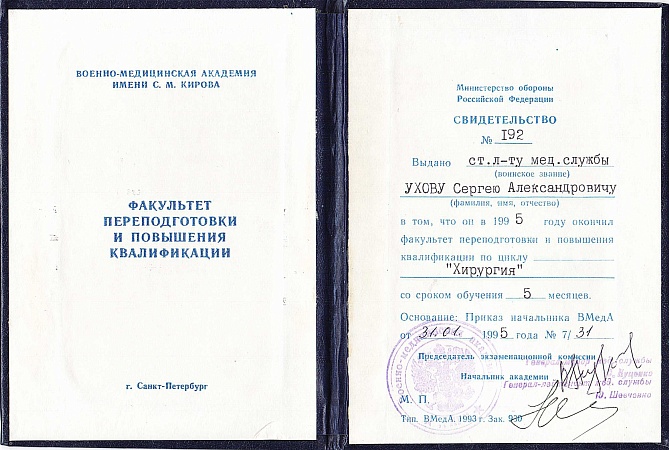 ВОЕННО-МЕДИЦИНСКАЯ АКАДЕМИЯ
ИМЕНИ С. М. КИРОВА
ФАКУЛЬТЕТ
ПЕРЕПОДГОТОВКИ
И ПОВЫШЕНИЯ
КВАЛИФИКАЦИИ
г. Санкт-Петербург
Министерство обороны
Российской Федерации
СВИДЕТЕЛЬСТВО
№ 192
Выдано ст.л-ту мед.службы
(воинское звание)
УХОВУ Сергею Александровичу
(фамилия, имя, отчество)
в том, что он в 1995 году окончил
факультет переподготовки и повышения
квалификации по циклу
"Хирургия"
со сроком обучения 5 месяцев.
Основание: Приказ начальника ВМедА
от 31.01. 1995 года № 7/31
Председатель экзаменационной комиссии
Начальник академии
Генерал-лейтенант мед. службы
Ю. Шевченко
М. П.
Тип. ВМедА. 1993 г. Зак. 930